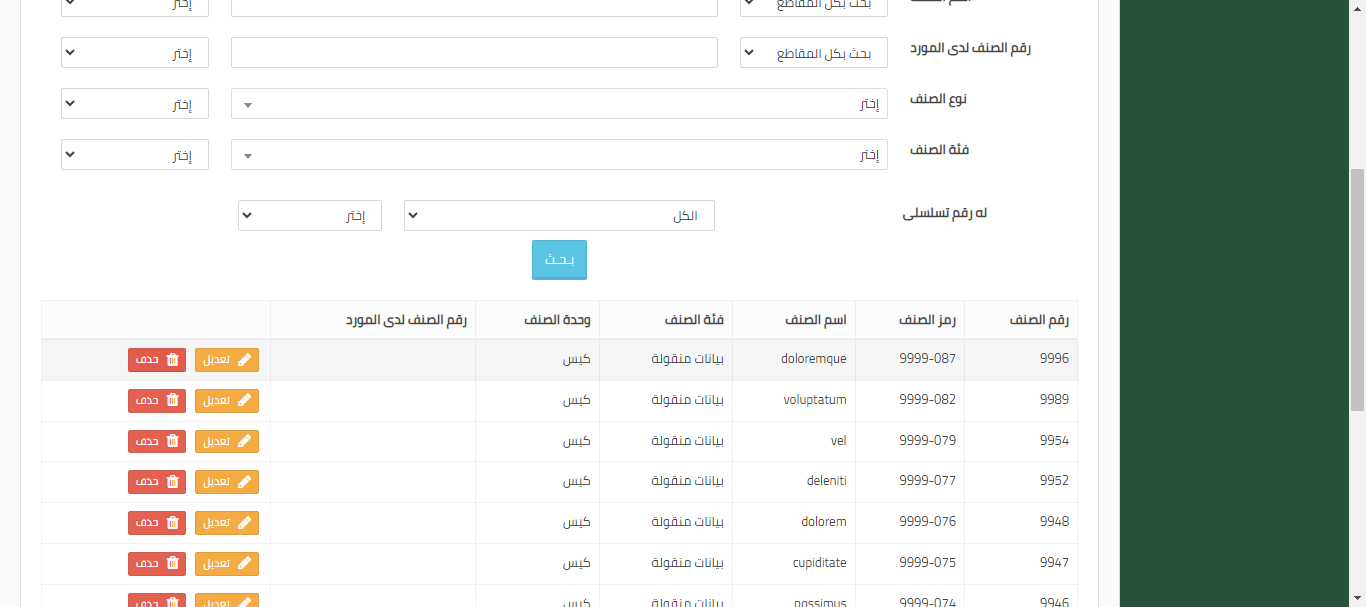 بحث بكل المقاطع إختر
رقم الصنف لدى المورد بحث بكل المقاطع إختر
نوع الصنف إختر إختر
فئة الصنف إختر إختر
له رقم تسلسلى الكل إختر
بـحـث
رقم الصنف رمز الصنف اسم الصنف فئة الصنف وحدة الصنف رقم الصنف لدى المورد
9996 9999-087 doloremque بيانات منقولة كيس تعديل حذف
9989 9999-082 voluptatum بيانات منقولة كيس تعديل حذف
9954 9999-079 vel بيانات منقولة كيس تعديل حذف
9952 9999-077 deleniti بيانات منقولة كيس تعديل حذف
9948 9999-076 dolorem بيانات منقولة كيس تعديل حذف
9947 9999-075 cupiditate بيانات منقولة كيس تعديل حذف
9946 9999-074 possimus بيانات منقولة كيس تعديل حذف